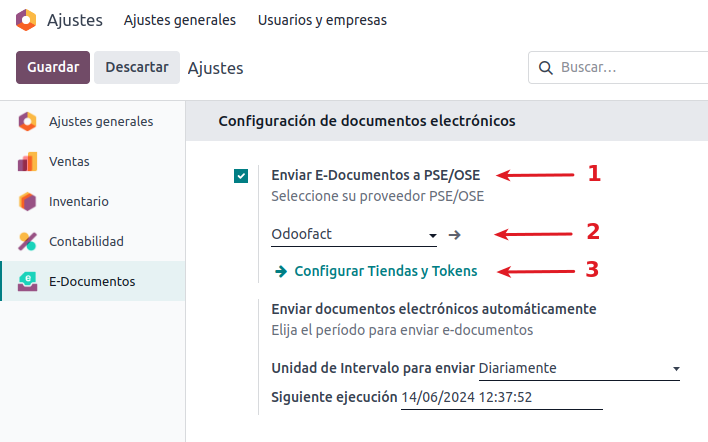 Ajustes Ajustes generales Usuarios y empresas
Guardar Descartar Ajustes Buscar...
Ajustes generales
Ventas
Inventario
Contabilidad
E-Documentos
Configuración de documentos electrónicos
Enviar E-Documentos a PSE/OSE 1
Seleccione su proveedor PSE/OSE
Odoofact 2
Configurar Tiendas y Tokens 3
Enviar documentos electrónicos automáticamente
Elija el período para enviar e-documentos
Unidad de Intervalo para enviar Diariamente
Siguiente ejecución 14/06/2024 12:37:52